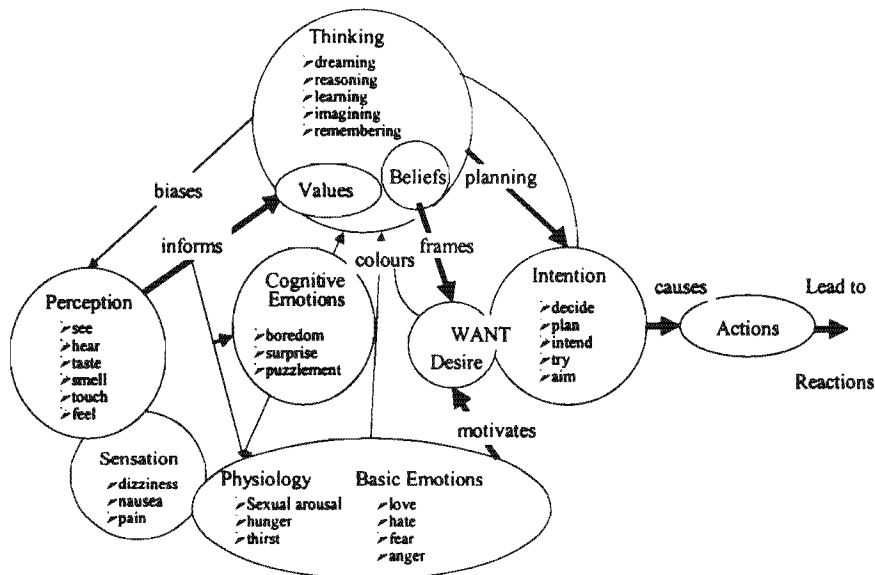 Thinking
➢dreaming
➢reasoning
➢learning
➢imagining
➢remembering
Values
Beliefs
planning
biases
informs
colours
frames
Perception
➢see
➢hear
➢taste
➢smell
➢touch
➢feel
Cognitive
Emotions
➢boredom
➢surprise
➢puzzlement
WANT
Desire
Intention
➢decide
➢plan
➢intend
➢try
➢aim
causes
Actions
Lead to
Reactions
motivates
Sensation
➢dizziness
➢nausea
➢pain
Physiology
➢Sexual arousal
➢hunger
➢thirst
Basic Emotions
➢love
➢hate
➢fear
➢anger